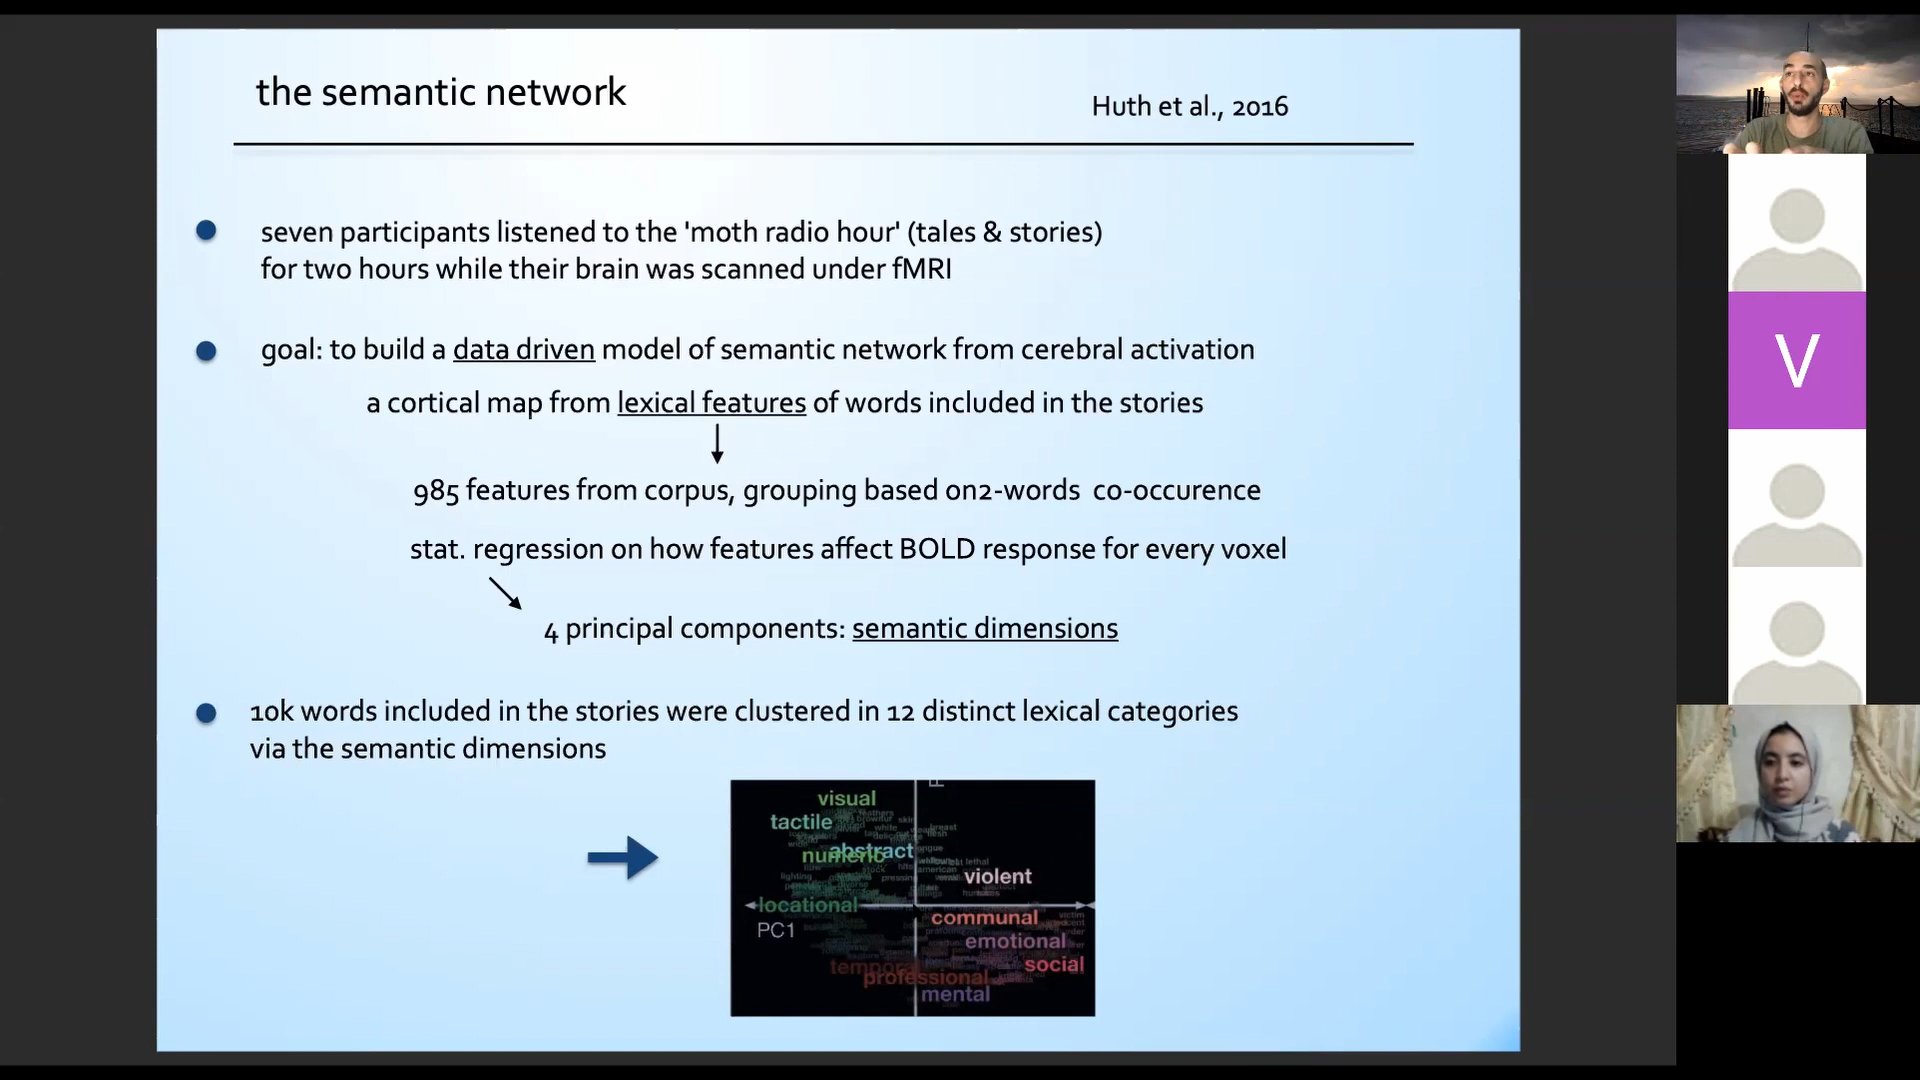 the semantic network
Huth et al., 2016
seven participants listened to the 'moth radio hour' (tales & stories)
for two hours while their brain was scanned under fMRI
goal: to build a data driven model of semantic network from cerebral activation
a cortical map from lexical features of words included in the stories
985 features from corpus, grouping based on2-words co-occurence
stat. regression on how features affect BOLD response for every voxel
4 principal components: semantic dimensions
10k words included in the stories were clustered in 12 distinct lexical categories
via the semantic dimensions
visual
tactile
abstract
numeric
violent
locational
communal
PC1
emotional
social
temporal
professional
mental
V